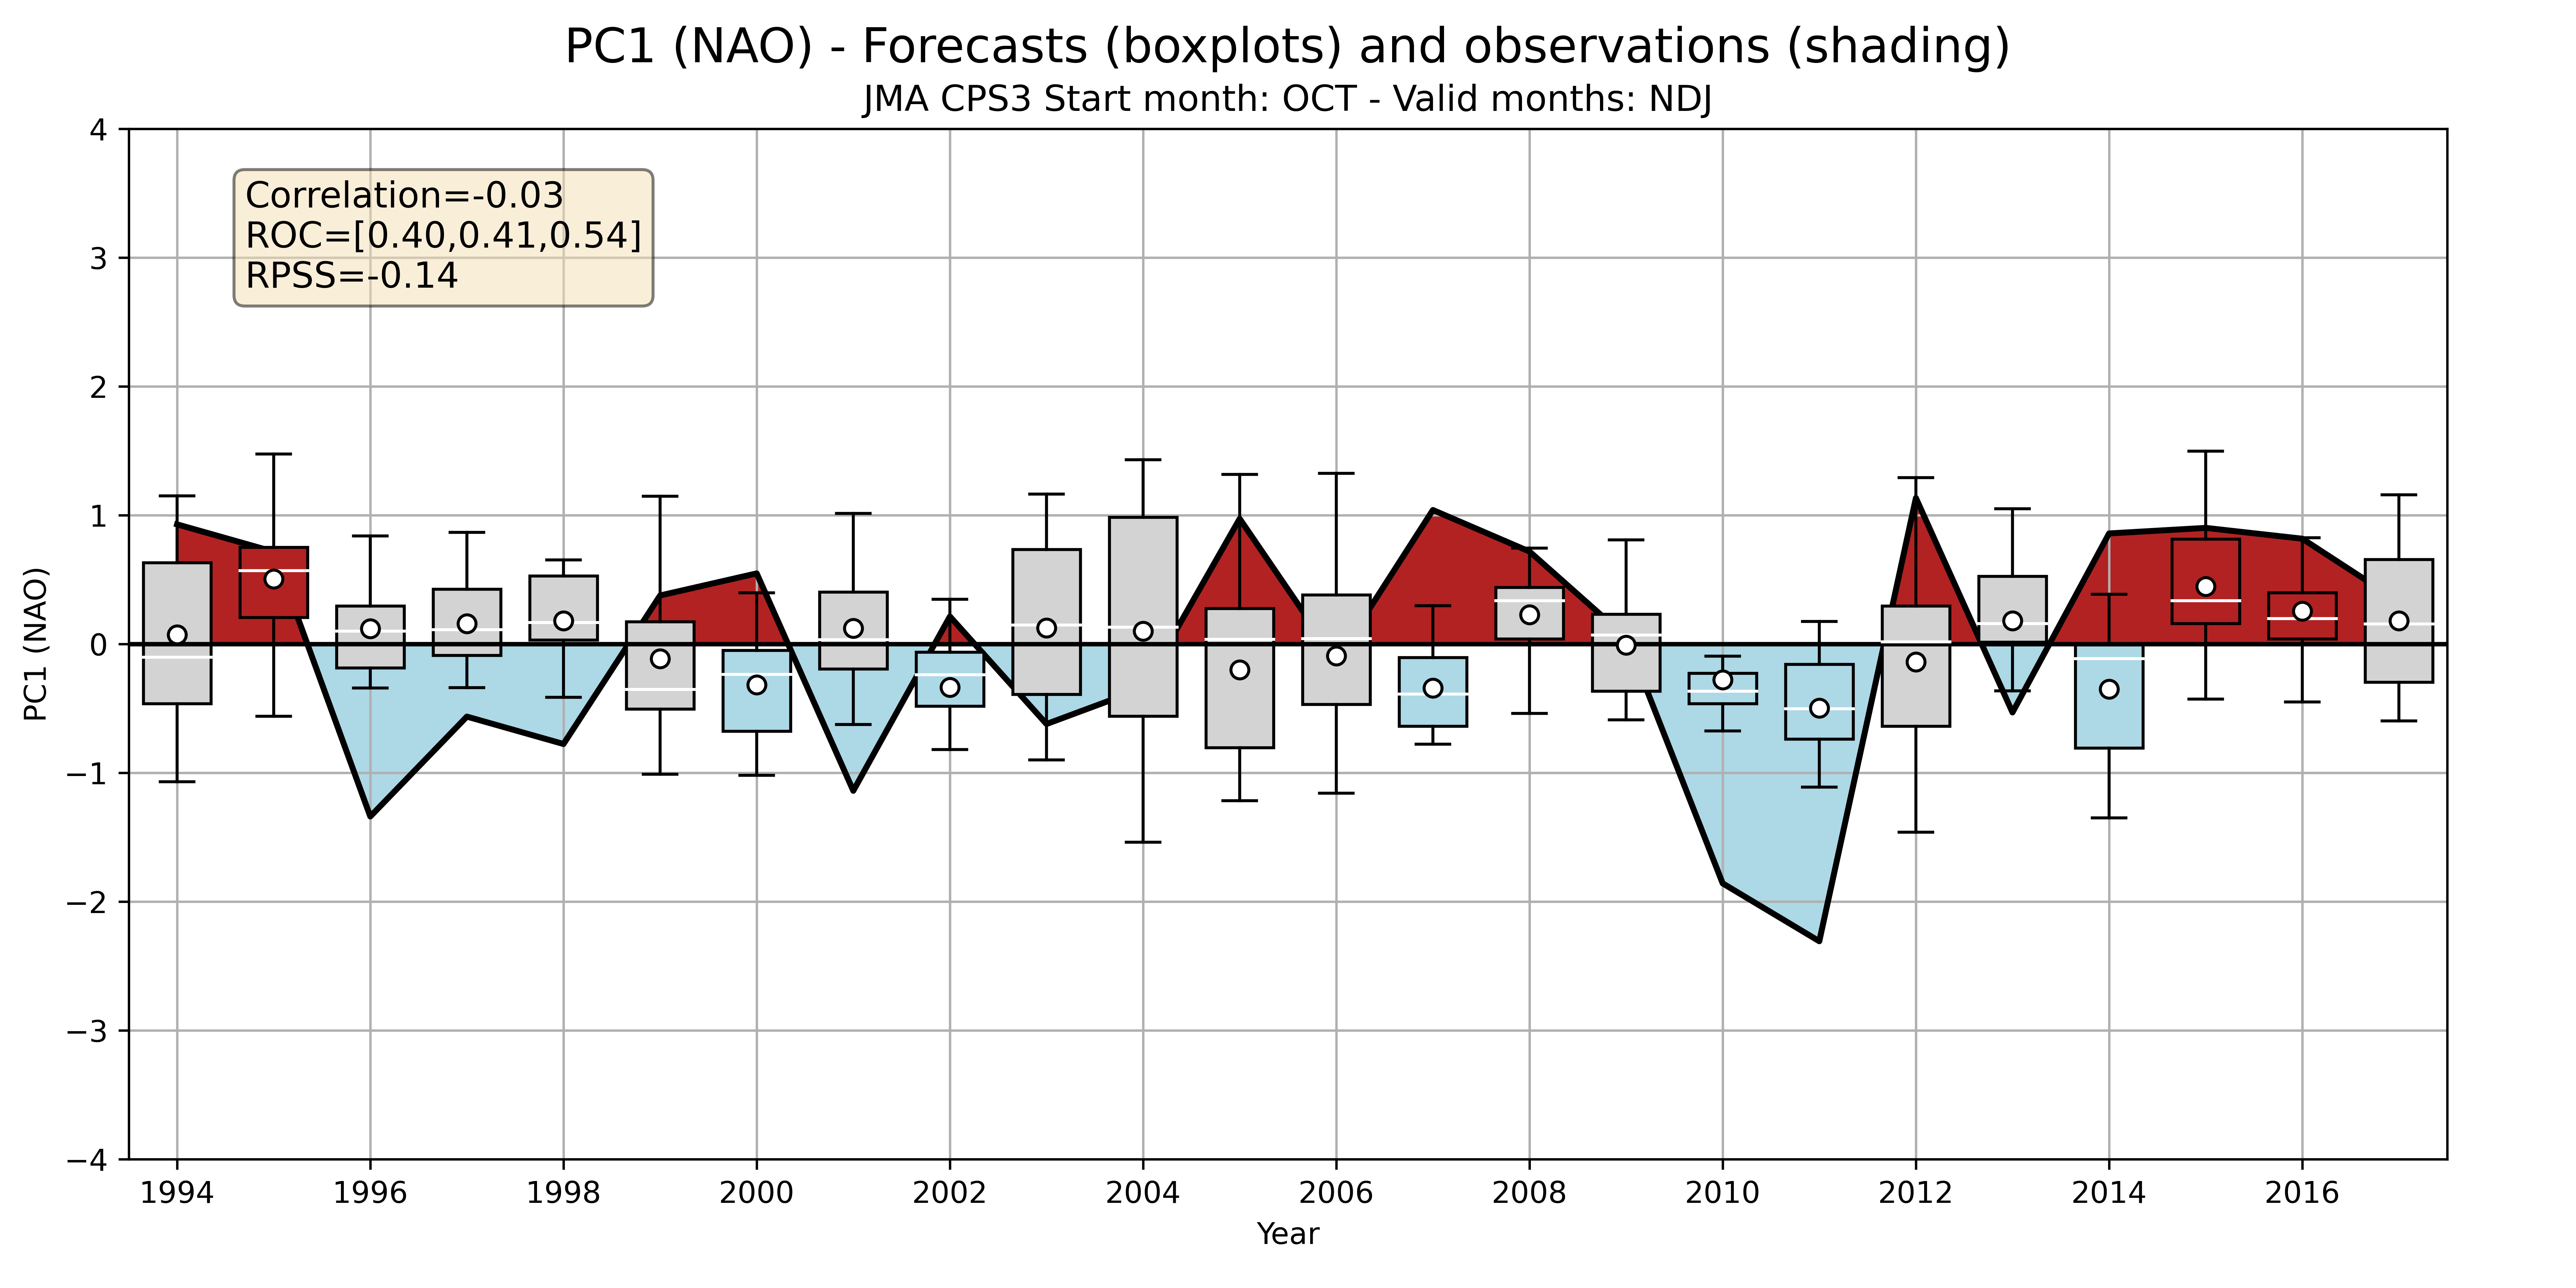 PC1 (NAO) - Forecasts (boxplots) and observations (shading)
JMA CPS3 Start month: OCT - Valid months: NDJ
Correlation=-0.03
ROC=[0.40,0.41,0.54]
RPSS=-0.14
PC1 (NAO)
4
3
2
1
0
−1
−2
−3
−4
1994 1996 1998 2000 2002 2004 2006 2008 2010 2012 2014 2016
Year